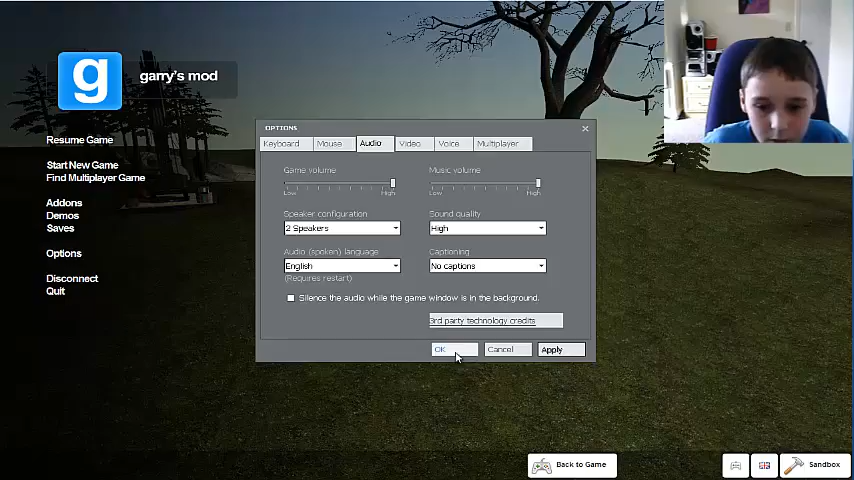 g garry's mod
Resume Game
Start New Game
Find Multiplayer Game
Addons
Demos
Saves
Options
Disconnect
Quit
OPTIONS
Keyboard Mouse Audio Video Voice Multiplayer
Game volume Music volume
Low High Low High
Speaker configuration Sound quality
2 Speakers High
Audio (spoken) language Captioning
English No captions
(Requires restart)
Silence the audio while the game window is in the background.
3rd party technology credits
OK Cancel Apply
Back to Game Sandbox